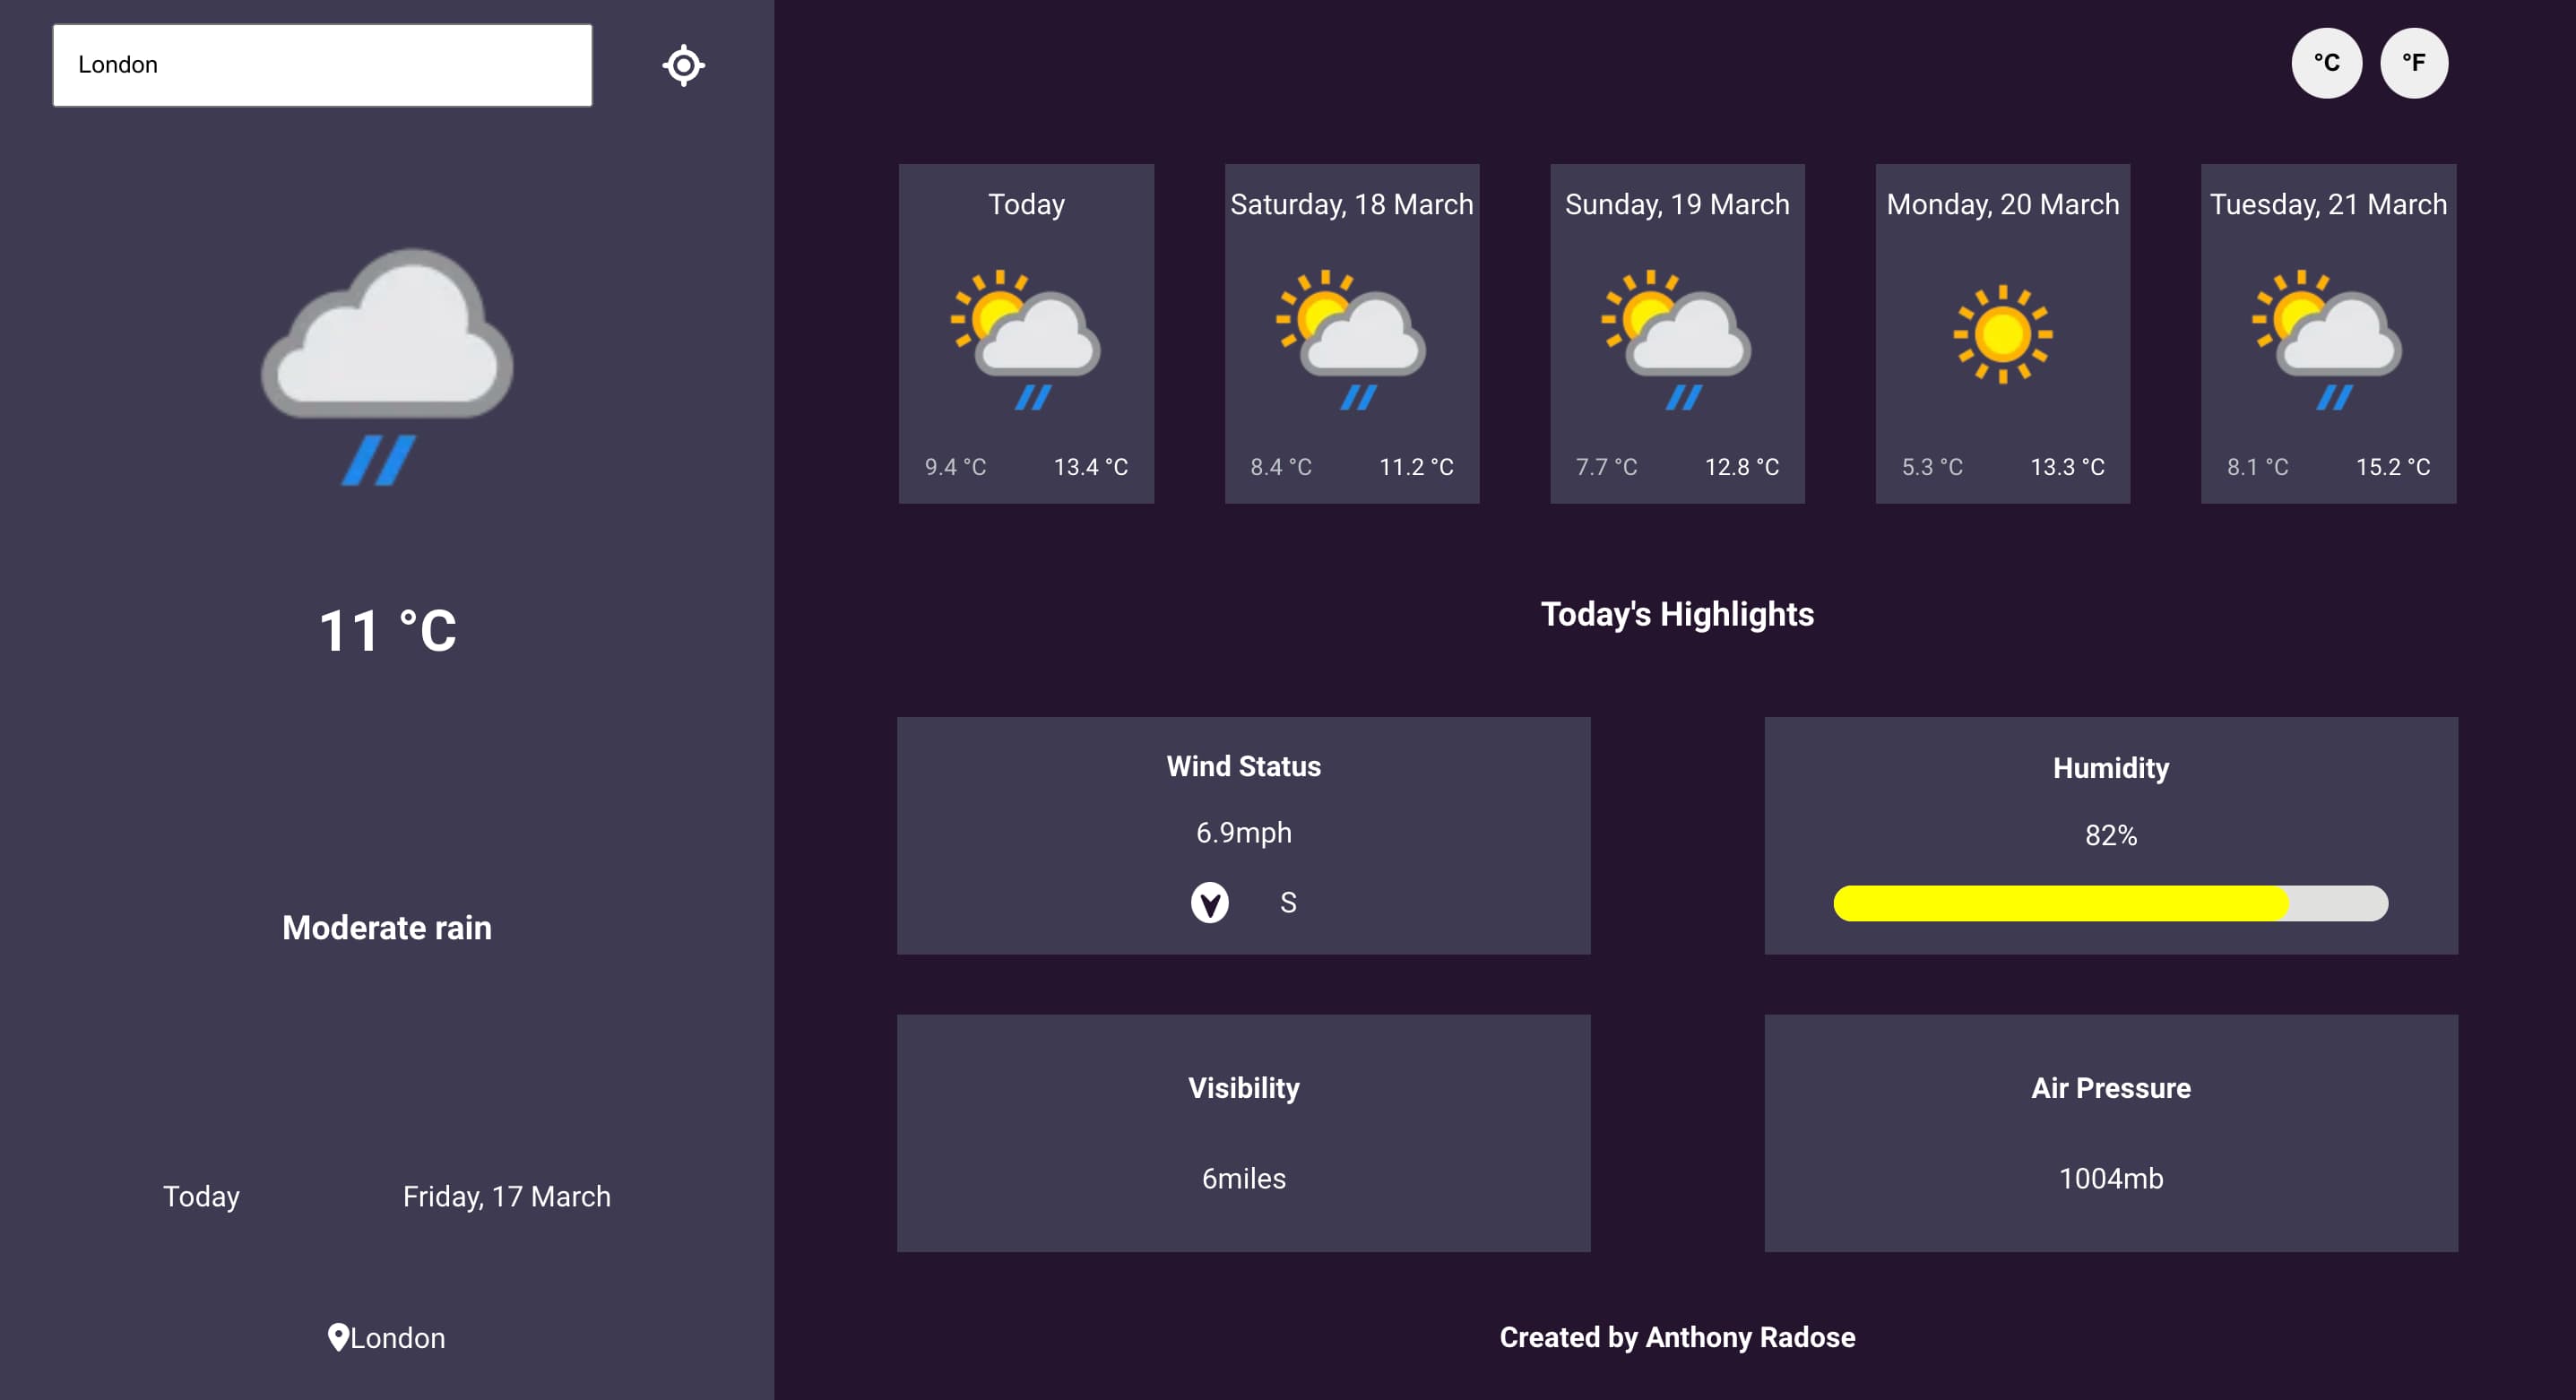 London
11 °C
Moderate rain
Today Friday, 17 March
London
°C °F
Today
9.4 °C 13.4 °C
Saturday, 18 March
8.4 °C 11.2 °C
Sunday, 19 March
7.7 °C 12.8 °C
Monday, 20 March
5.3 °C 13.3 °C
Tuesday, 21 March
8.1 °C 15.2 °C
Today's Highlights
Wind Status
6.9mph
S
Humidity
82%
Visibility
6miles
Air Pressure
1004mb
Created by Anthony Radose